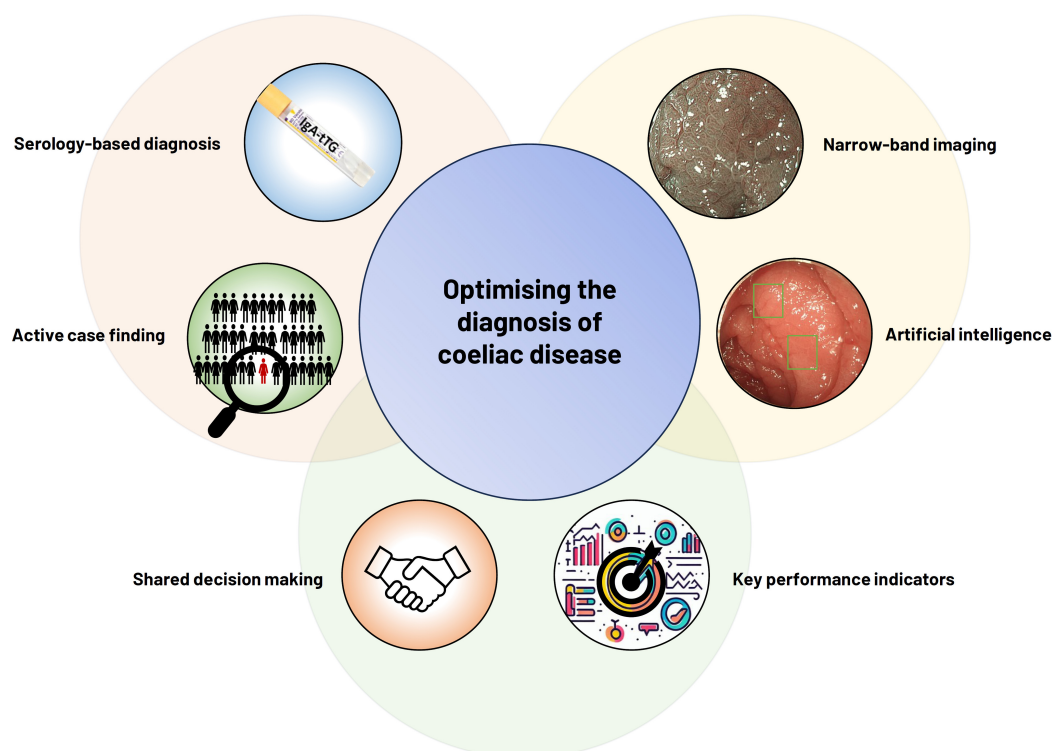 Serology-based diagnosis
IgA-tTG
Narrow-band imaging
Optimising the
diagnosis of
coeliac disease
Active case finding
Artificial intelligence
Shared decision making
Key performance indicators